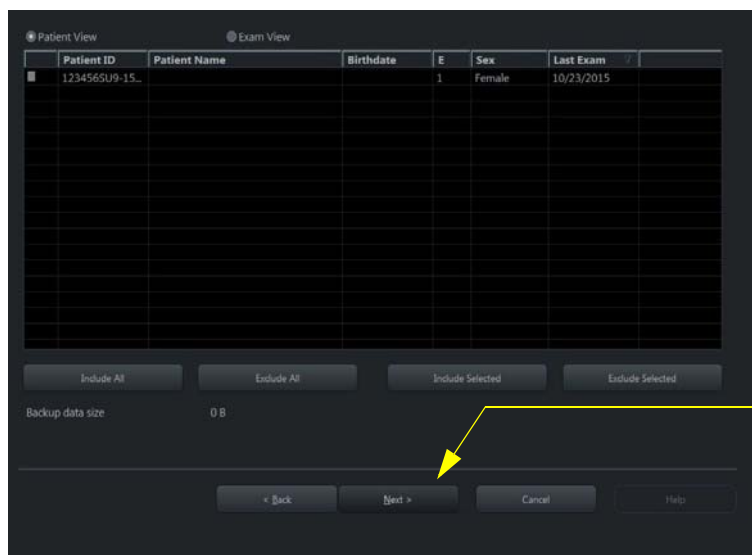 Patient View Exam View
Patient ID Patient Name Birthdate E Sex Last Exam
123456SU9-15... 1 Female 10/23/2015
Include All Exclude All Include Selected Exclude Selected
Backup data size 0 B
< Back Next > Cancel Help